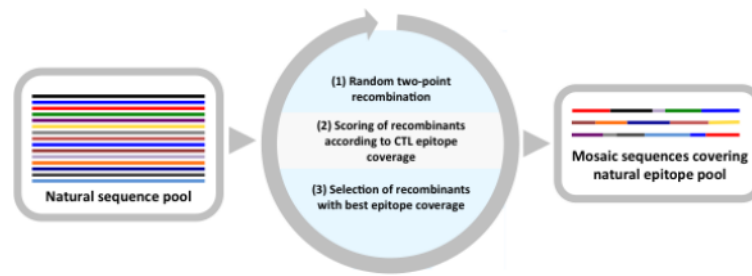 Natural sequence pool
(1) Random two-point
recombination
(2) Scoring of recombinants
according to CTL epitope
coverage
(3) Selection of recombinants
with best epitope coverage
Mosaic sequences covering
natural epitope pool